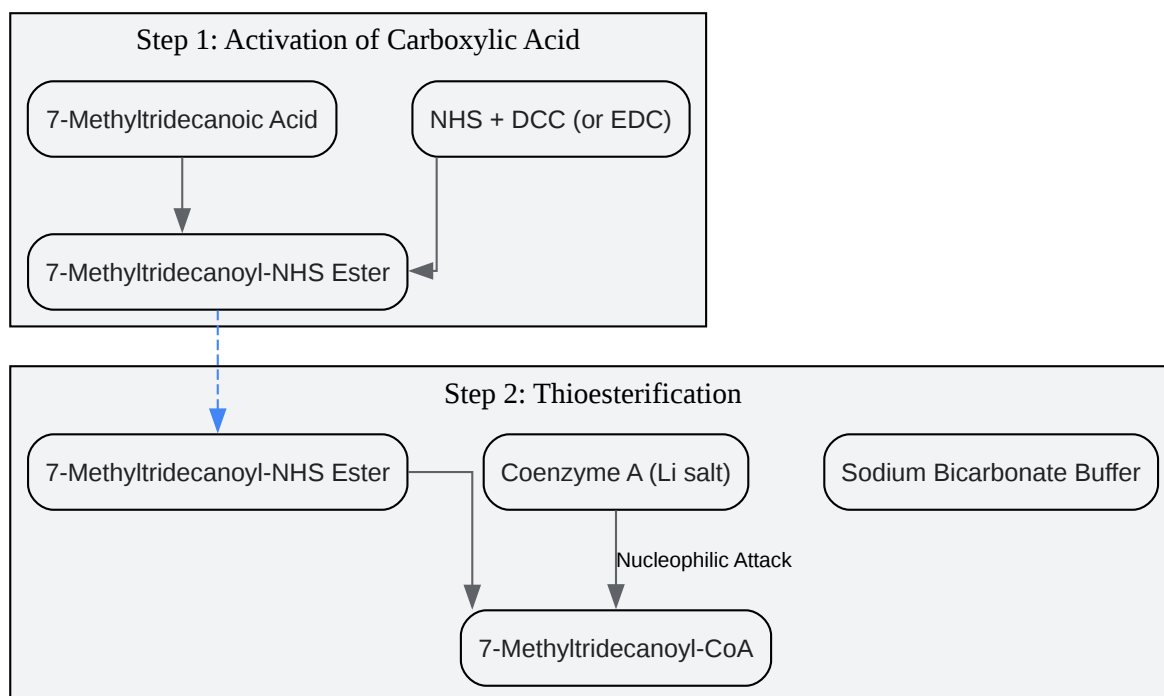 Step 1: Activation of Carboxylic Acid
7-Methyltridecanoic Acid
NHS + DCC (or EDC)
7-Methyltridecanoyl-NHS Ester
Step 2: Thioesterification
7-Methyltridecanoyl-NHS Ester
Coenzyme A (Li salt)
Sodium Bicarbonate Buffer
Nucleophilic Attack
7-Methyltridecanoyl-CoA